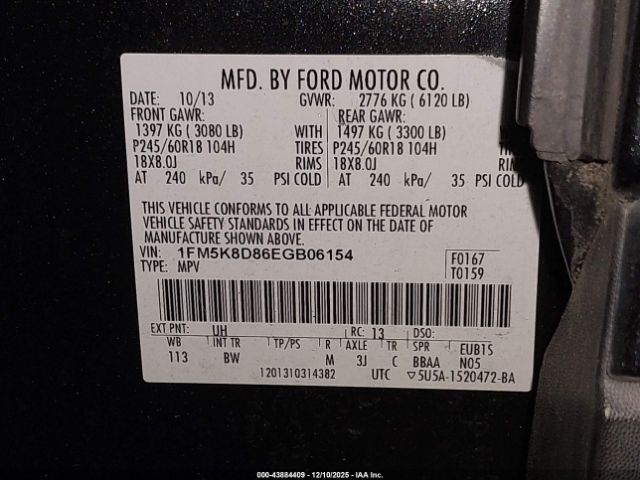 MFD. BY FORD MOTOR CO.
DATE: 10/13 GVWR: 2776 KG ( 6120 LB)
FRONT GAWR: REAR GAWR:
1397 KG ( 3080 LB) WITH 1497 KG ( 3300 LB) WITH
P245/60R18 104H TIRES P245/60R18 104H TIRES
18X8.0J RIMS 18X8.0J RIMS
AT 240 kPa/ 35 PSI COLD AT 240 kPa/ 35 PSI COLD
THIS VEHICLE CONFORMS TO ALL APPLICABLE FEDERAL MOTOR
VEHICLE SAFETY STANDARDS IN EFFECT ON THE DATE OF
MANUFACTURE SHOWN ABOVE.
VIN: 1FM5K8D86EGB06154 F0167
TYPE: MPV T0159
EXT PNT: UH RC: 13 DSO:
WB INT TR TP/PS R AXLE TR SPR EUB1S
113 BW M 3J C BBAA N05
1201310314382 UTC ▽5U5A-1520472-BA
000-43884409 - 12/10/2025 - IAA Inc.